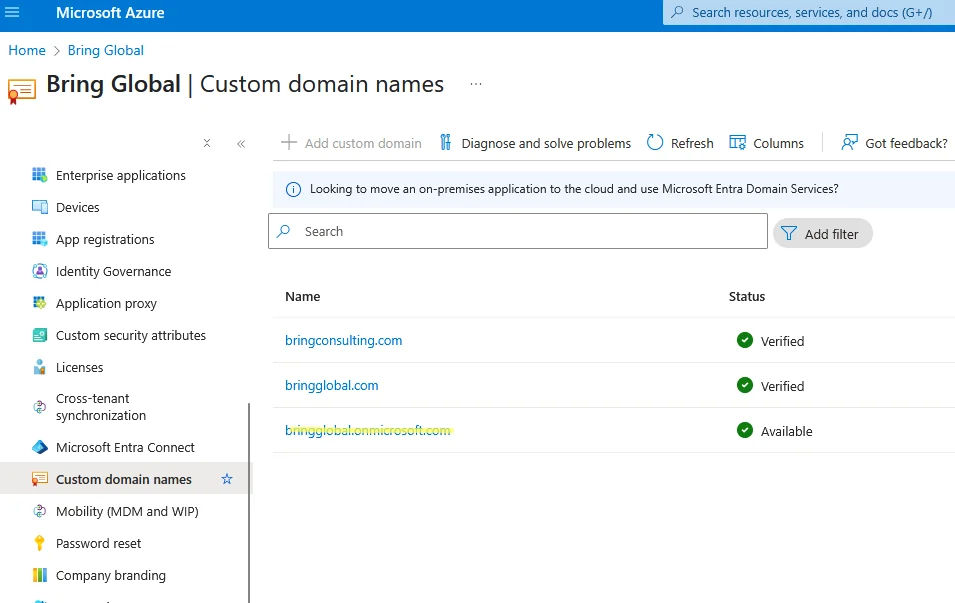 Microsoft Azure
Search resources, services, and docs (G+/)
Home > Bring Global
Bring Global | Custom domain names ...
Add custom domain Diagnose and solve problems Refresh Columns Got feedback?
Looking to move an on-premises application to the cloud and use Microsoft Entra Domain Services?
Search
Add filter
Enterprise applications
Devices
App registrations
Identity Governance
Application proxy
Custom security attributes
Licenses
Cross-tenant
synchronization
Microsoft Entra Connect
Custom domain names
Mobility (MDM and WIP)
Password reset
Company branding
Name Status
bringconsulting.com Verified
bringglobal.com Verified
bringglobal.onmicrosoft.com Available